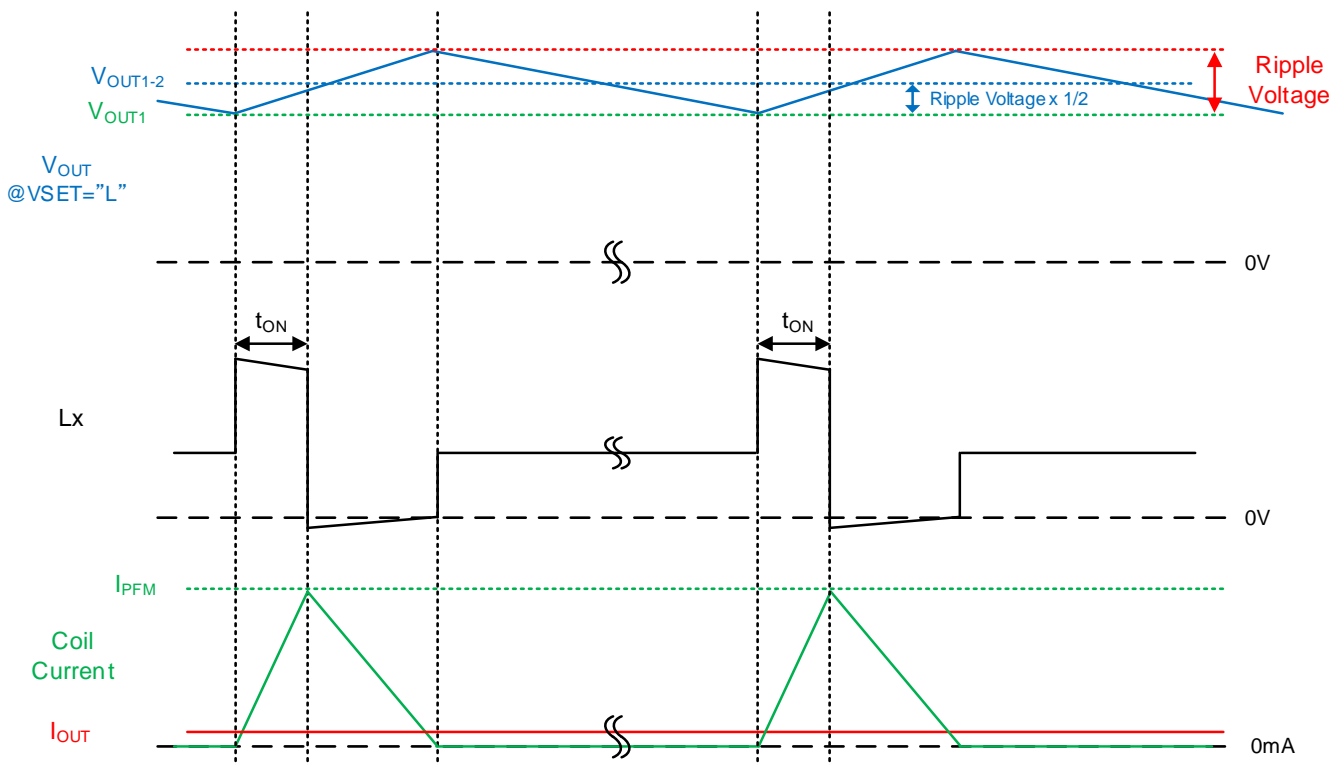 VOUT1-2
VOUT1
Ripple Voltage x 1/2
Ripple
Voltage
VOUT
@VSET="L"
0V
tON
tON
Lx
0V
IPFM
Coil
Current
IOUT
0mA